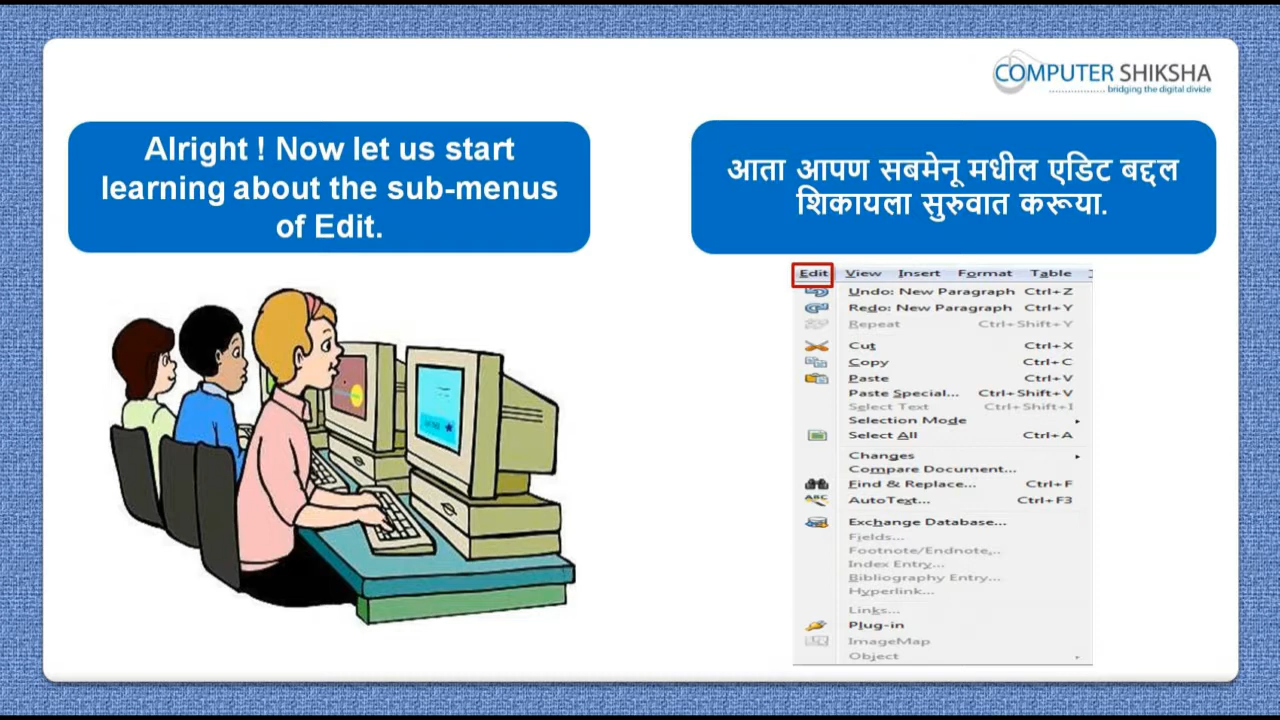 COMPUTER SHIKSHA
bridging the digital divide
Alright ! Now let us start
learning about the sub-menus
of Edit.
आता आपण सबमेनू मधील एडिट बद्दल
शिकायला सुरुवात करूया.
Edit View Insert Format Table
Undo: New Paragraph Ctrl+Z
Redo: New Paragraph Ctrl+Y
Repeat Ctrl+Shift+Y
Cut Ctrl+X
Copy Ctrl+C
Paste Ctrl+V
Paste Special... Ctrl+Shift+V
Select Text Ctrl+Shift+I
Selection Mode
Select All Ctrl+A
Changes
Compare Document...
Find & Replace... Ctrl+F
ABC
AutoText... Ctrl+F3
Exchange Database...
Fields...
Footnote/Endnote...
Index Entry...
Bibliography Entry...
Hyperlink...
Links...
Plug-in
ImageMap
Object